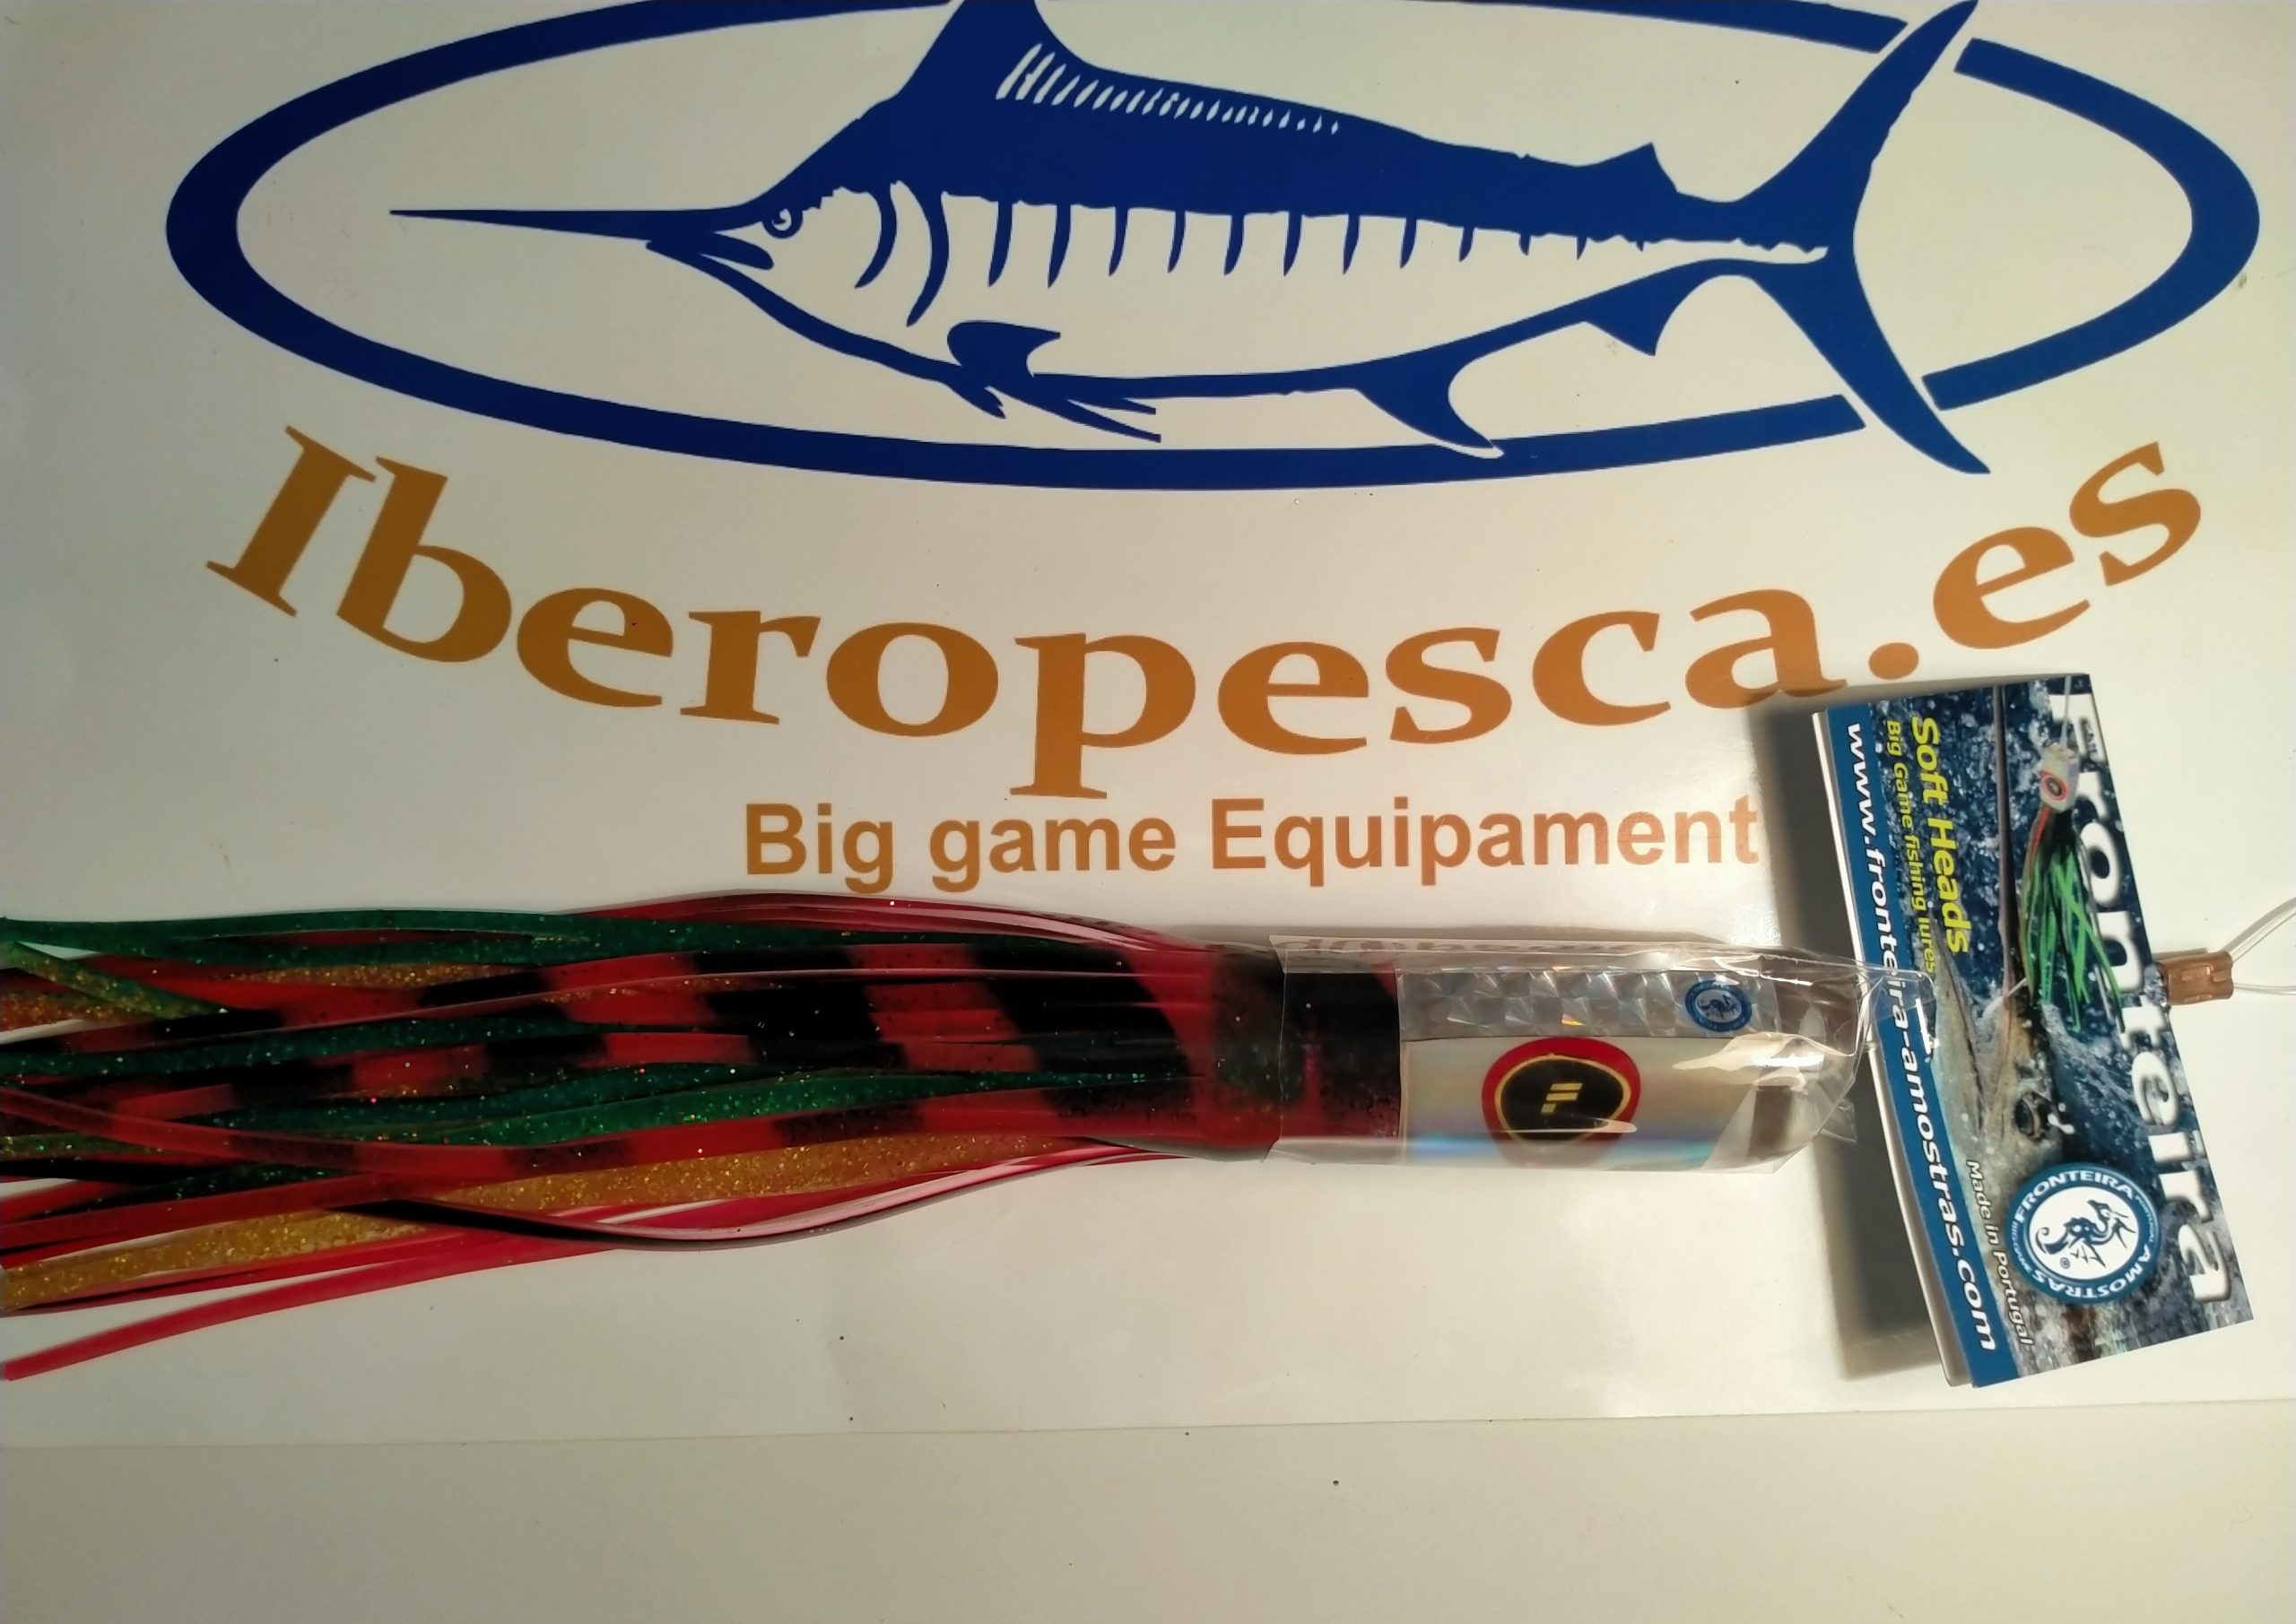 Iberopesca.es
Big game Equipament
Fronteira
Soft Heads
Big Game fishing lures
www.fronteira-amostras.com
Made in Portugal
FRONTEIRA AMOSTRAS
F